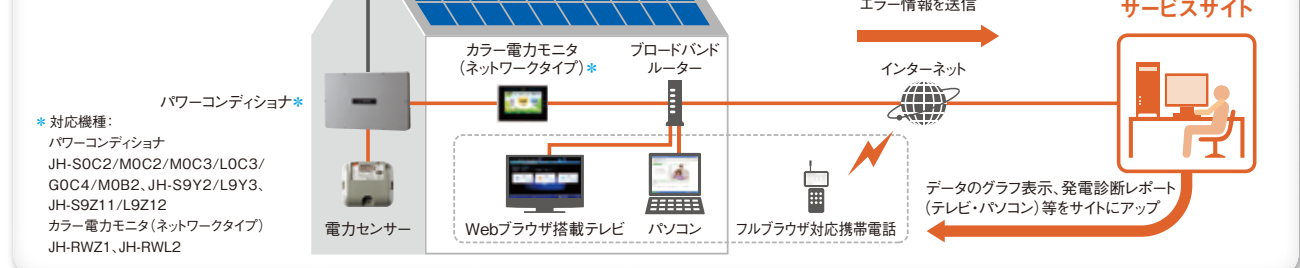 エラー情報を送信
サービスサイト
カラー電力モニタ
（ネットワークタイプ）＊
ブロードバンド
ルーター
インターネット
パワーコンディショナ＊
＊対応機種：
パワーコンディショナ
JH-S0C2/M0C2/M0C3/L0C3/
G0C4/M0B2、JH-S9Y2/L9Y3、
JH-S9Z11/L9Z12
カラー電力モニタ（ネットワークタイプ）
JH-RWZ1、JH-RWL2
電力センサー
Webブラウザ搭載テレビ
パソコン
フルブラウザ対応携帯電話
データのグラフ表示、発電診断レポート
（テレビ・パソコン）等をサイトにアップ